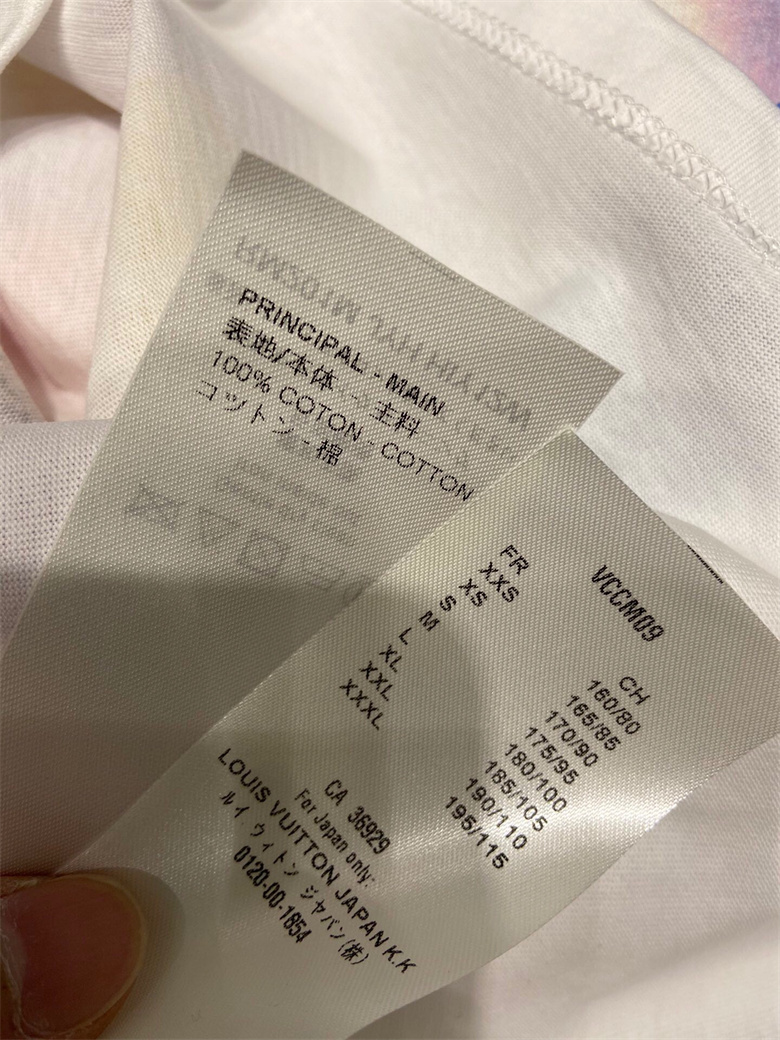 PRINCIPAL - MAIN
表地/本体 - 主料
100% COTON - COTTON
コットン - 棉
VCCM09
FR CH
XXS 160/80
XS 165/85
S 170/90
M 175/95
L 180/100
XL 185/105
XXL 190/110
XXXL 195/115
CA 36929
For Japan only:
LOUIS VUITTON JAPAN K.K
ルイ ヴィトン ジャパン(株)
0120-00-1854